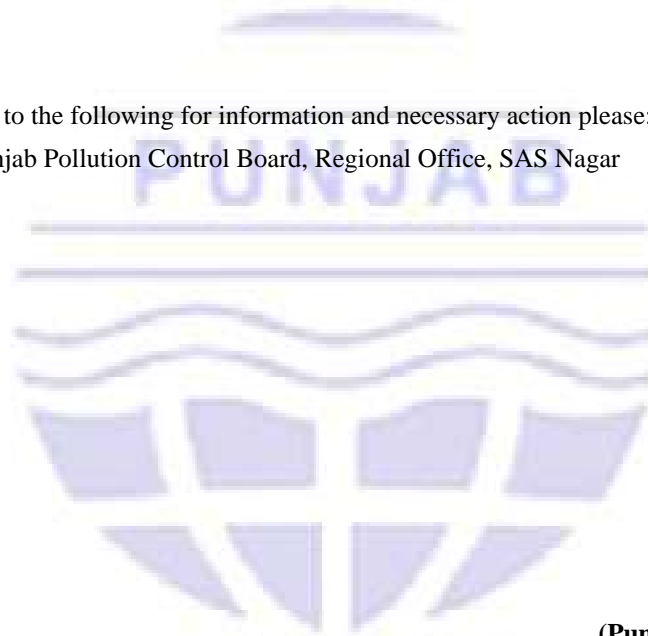 to the following for information and necessary action please:
njab Pollution Control Board, Regional Office, SAS Nagar
PUNJAB
(Pun